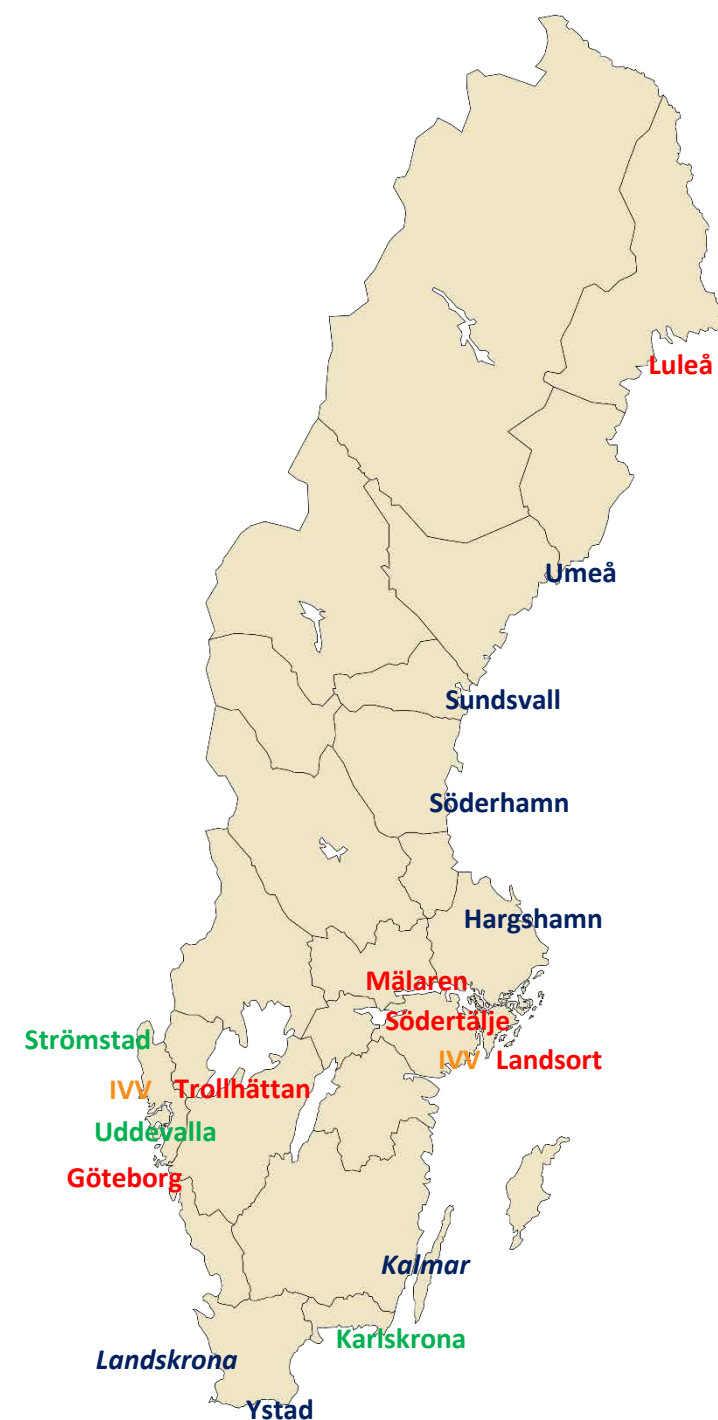 Luleå
Umeå
Sundsvall
Söderhamn
Hargshamn
Mälaren
Södertälje
Strömstad
IVV Landsort
IVV Trollhättan
Uddevalla
Göteborg
Kalmar
Karlskrona
Landskrona
Ystad